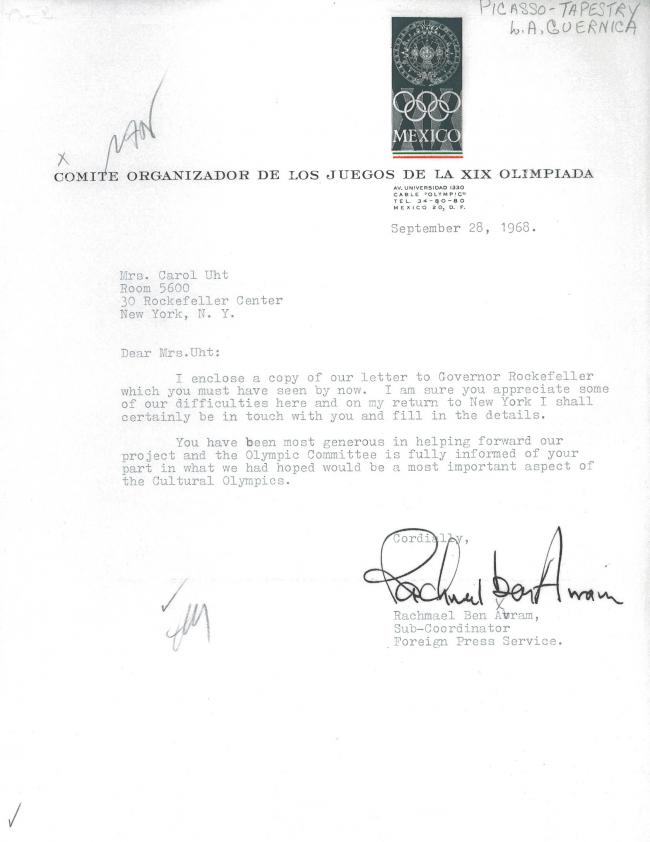 PICASSO-TAPESTRY
L.A. GUERNICA
MEXICO
COMITE ORGANIZADOR DE LOS JUEGOS DE LA XIX OLIMPIADA
AV. UNIVERSIDAD 1330
CABLE "OLYMPIC"
TEL. 34-80-80
MEXICO 20, D. F.
September 28, 1968.
Mrs. Carol Uht
Room 5600
30 Rockefeller Center
New York, N. Y.
Dear Mrs.Uht:
I enclose a copy of our letter to Governor Rockefeller
which you must have seen by now. I am sure you appreciate some
of our difficulties here and on my return to New York I shall
certainly be in touch with you and fill in the details.
You have been most generous in helping forward our
project and the Olympic Committee is fully informed of your
part in what we had hoped would be a most important aspect of
the Cultural Olympics.
Cordially,
Rachmael ben Avram
Rachmael Ben Avram,
Sub-Coordinator
Foreign Press Service.